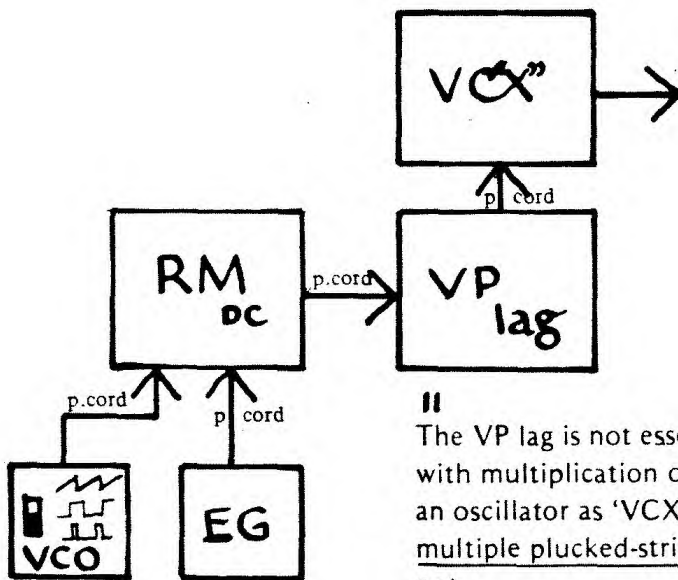 VC“X”
p cord
RM
DC
p.cord
VP
lag
p.cord
p cord
VCO
EG
"
The VP lag is not esse
with multiplication o
an oscillator as ‘VCX
multiple plucked-stri